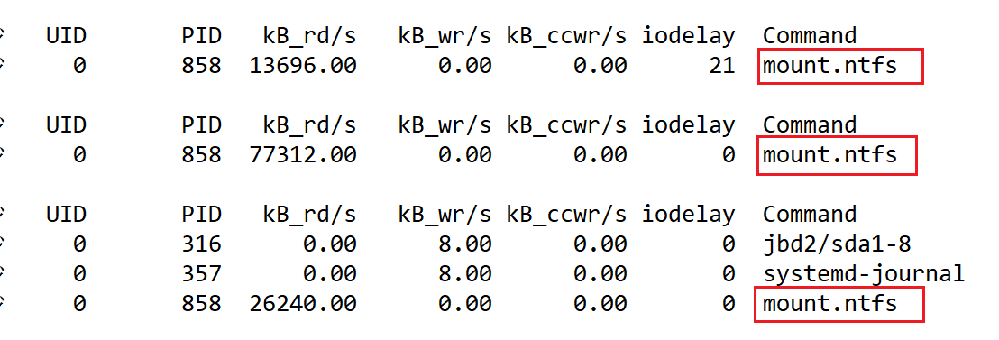 UID PID kB_rd/s kB_wr/s kB_ccwr/s iodelay Command
0 858 13696.00 0.00 0.00 21 mount.ntfs
UID PID kB_rd/s kB_wr/s kB_ccwr/s iodelay Command
0 858 77312.00 0.00 0.00 0 mount.ntfs
UID PID kB_rd/s kB_wr/s kB_ccwr/s iodelay Command
0 316 0.00 8.00 0.00 0 jbd2/sda1-8
0 357 0.00 8.00 0.00 0 systemd-journal
0 858 26240.00 0.00 0.00 0 mount.ntfs